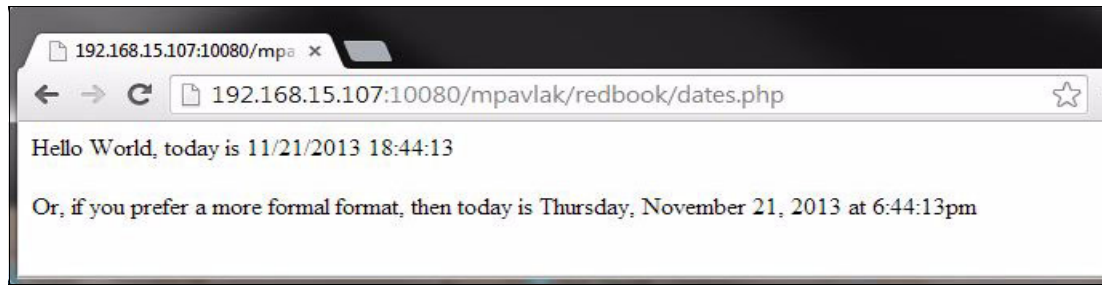 192.168.15.107:10080/mpa
192.168.15.107:10080/mpavlak/redbook/dates.php
Hello World, today is 11/21/2013 18:44:13
Or, if you prefer a more formal format, then today is Thursday, November 21, 2013 at 6:44:13pm